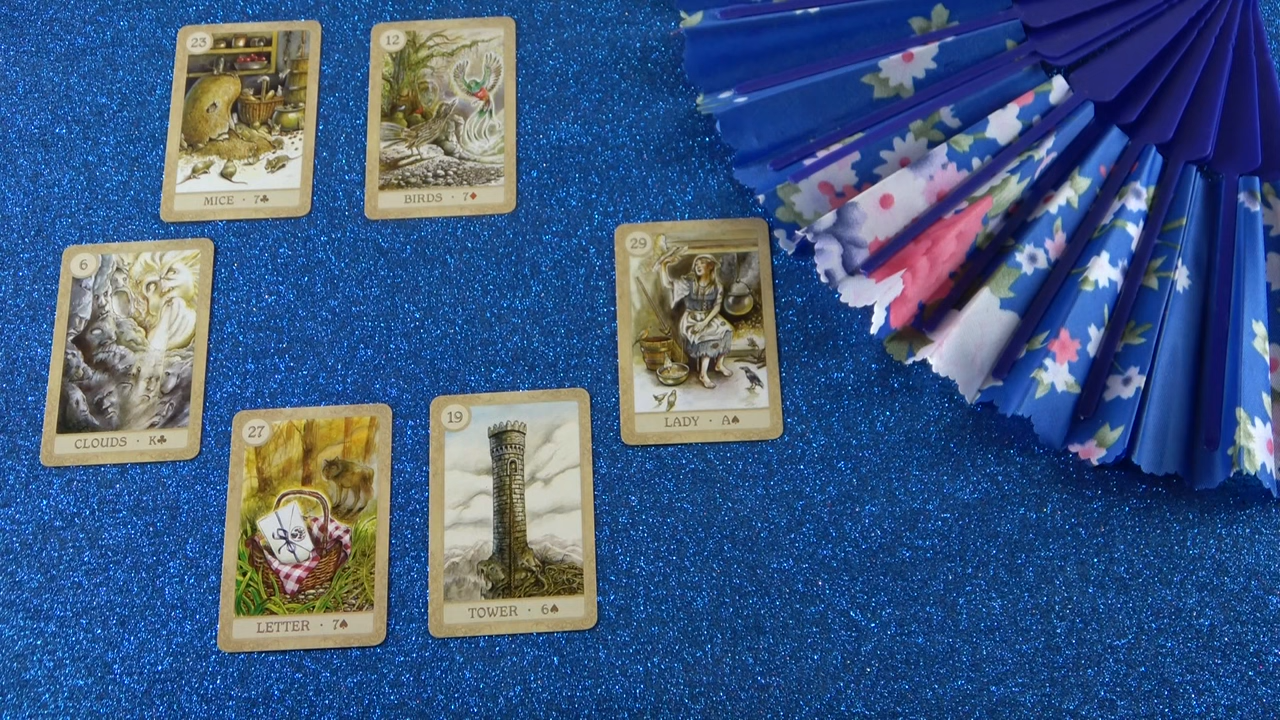 23
MICE · 7♣
12
BIRDS · 7♦
6
CLOUDS · K♣
29
LADY · A♠
27
LETTER · 7♠
19
TOWER · 6♠